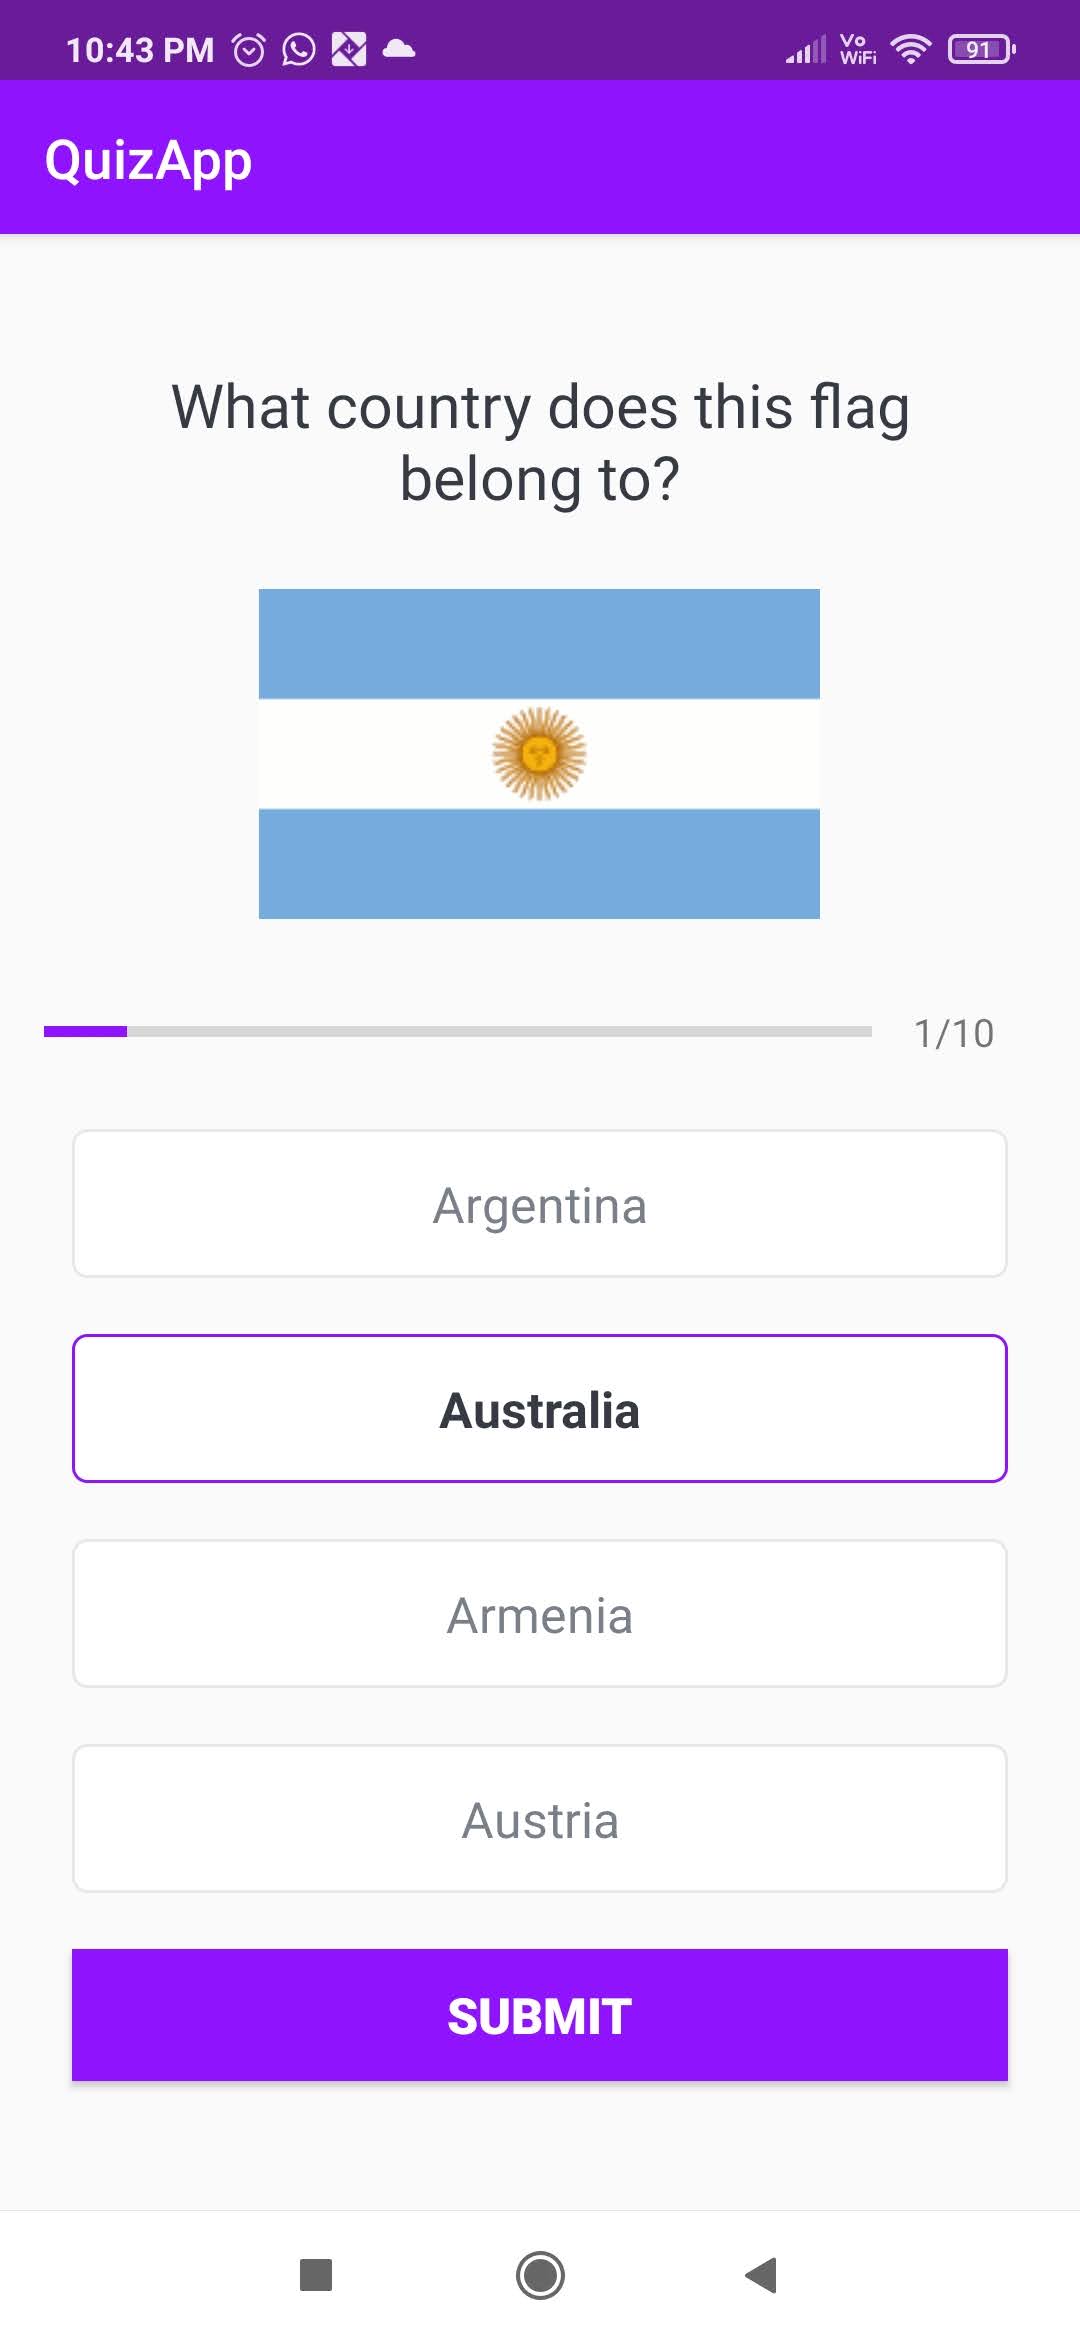 10:43 PM Vo WiFi 91
QuizApp
What country does this flag
belong to?
1/10
Argentina
Australia
Armenia
Austria
SUBMIT